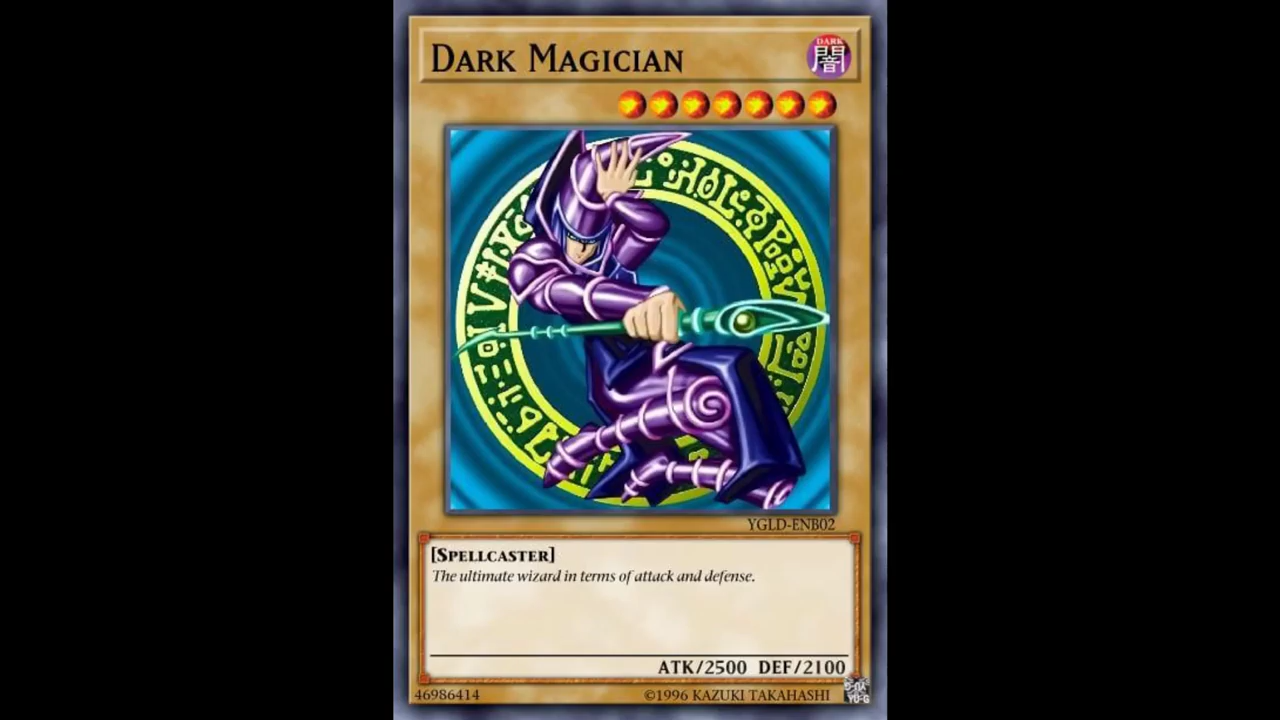 DARK MAGICIAN
DARK
闇
YGLD-ENB02
[SPELLCASTER]
The ultimate wizard in terms of attack and defense.
ATK/2500 DEF/2100
46986414
©1996 KAZUKI TAKAHASHI